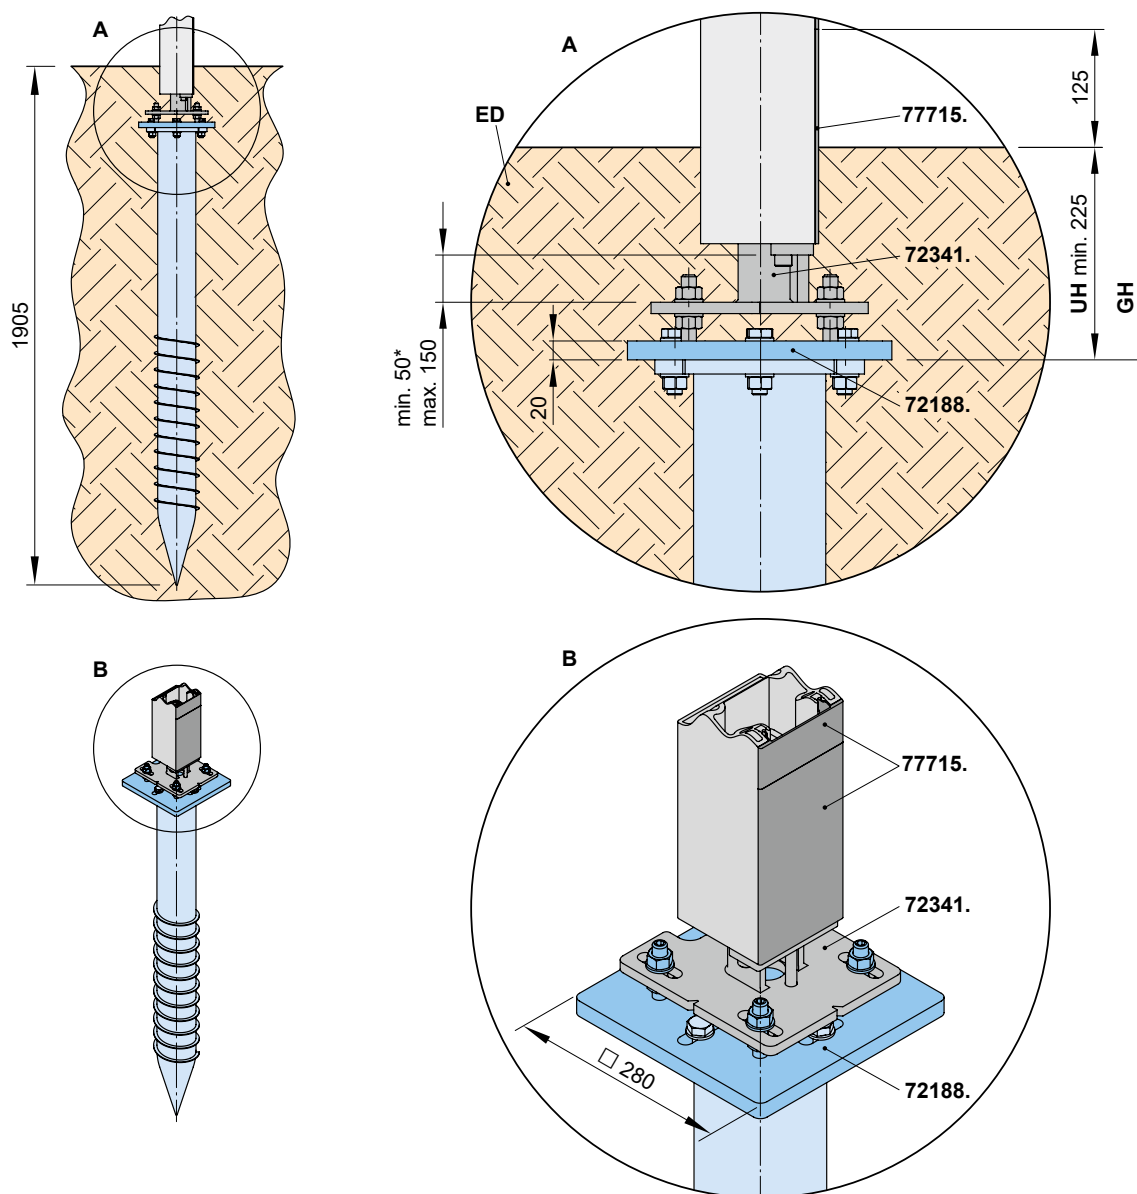 A
1905
A
ED
77715.
125
72341.
UH min. 225
GH
min. 50*
max. 150
20
72188.
B
B
77715.
72341.
□ 280
72188.